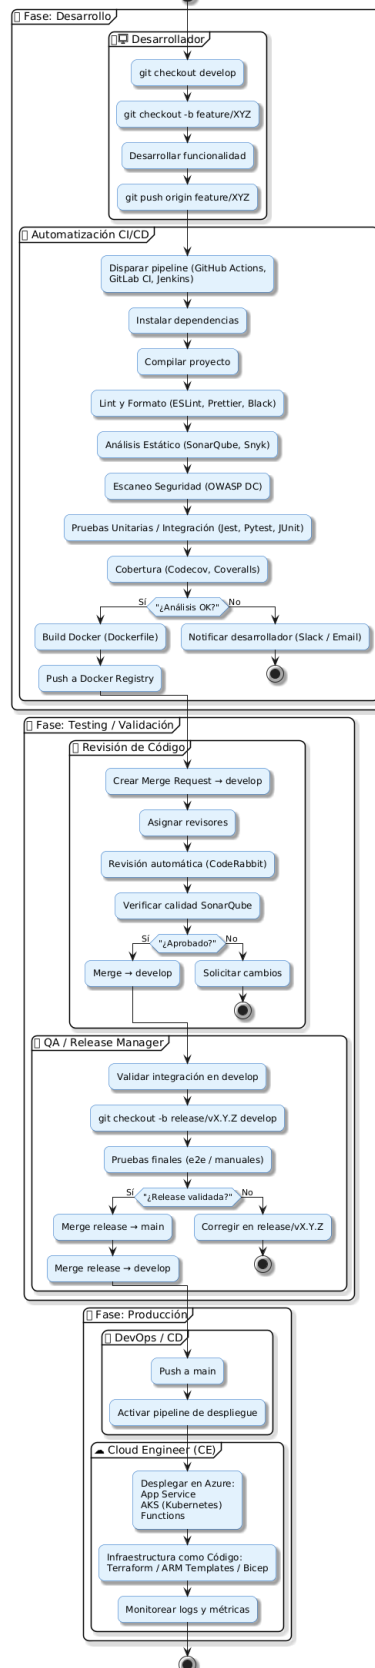 Fase: Desarrollo
Desarrollador
git checkout develop
git checkout -b feature/XYZ
Desarrollar funcionalidad
git push origin feature/XYZ
Automatización CI/CD
Disparar pipeline (GitHub Actions,
GitLab CI, Jenkins)
Instalar dependencias
Compilar proyecto
Lint y Formato (ESLint, Prettier, Black)
Análisis Estático (SonarQube, Snyk)
Escaneo Seguridad (OWASP DC)
Pruebas Unitarias / Integración (Jest, Pytest, JUnit)
Cobertura (Codecov, Coveralls)
Sí
"¿Análisis OK?"
No
Build Docker (Dockerfile)
Notificar desarrollador (Slack / Email)
Push a Docker Registry
Fase: Testing / Validación
Revisión de Código
Crear Merge Request → develop
Asignar revisores
Revisión automática (CodeRabbit)
Verificar calidad SonarQube
Sí
"¿Aprobado?"
No
Merge → develop
Solicitar cambios
QA / Release Manager
Validar integración en develop
git checkout -b release/vX.Y.Z develop
Pruebas finales (e2e / manuales)
Sí
"¿Release validada?"
No
Merge release → main
Corregir en release/vX.Y.Z
Merge release → develop
Fase: Producción
DevOps / CD
Push a main
Activar pipeline de despliegue
Cloud Engineer (CE)
Desplegar en Azure:
App Service
AKS (Kubernetes)
Functions
Infraestructura como Código:
Terraform / ARM Templates / Bicep
Monitorear logs y métricas